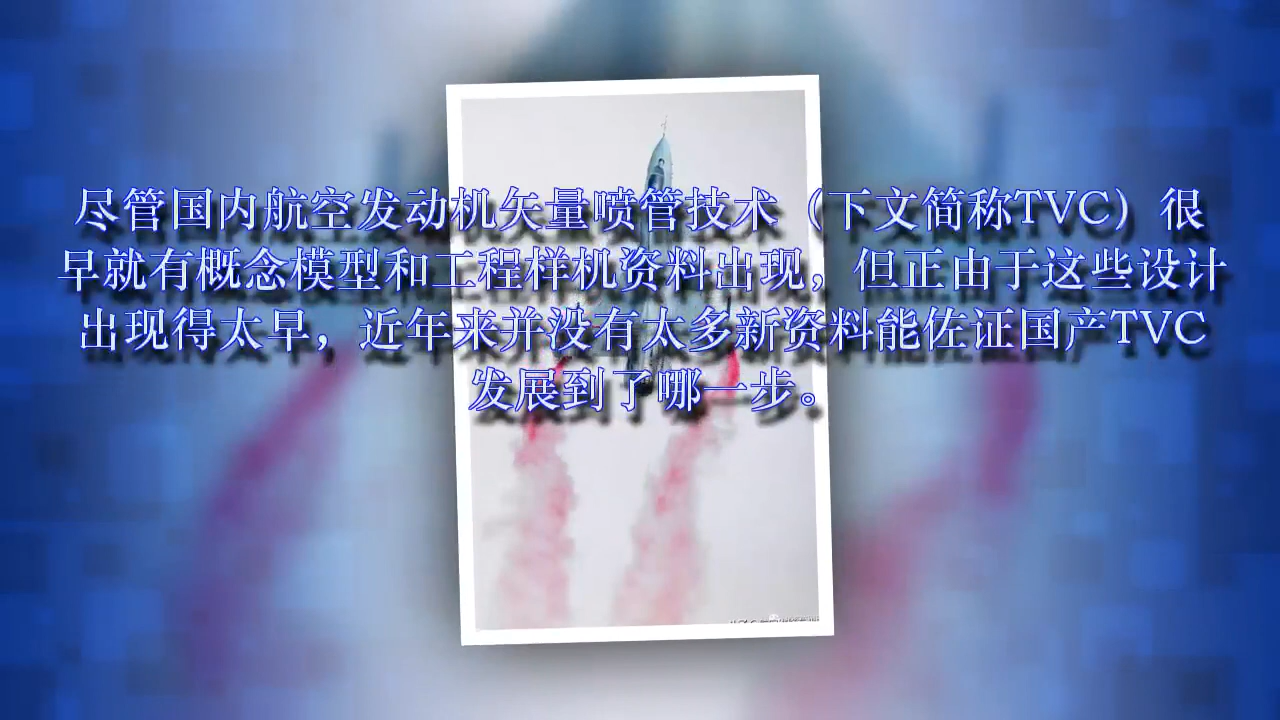 尽管国内航空发动机矢量喷管技术（下文简称TVC）很
早就有概念模型和工程样机资料出现，但正由于这些设计
出现得太早，近年来并没有太多新资料能佐证国产TVC
发展到了哪一步。